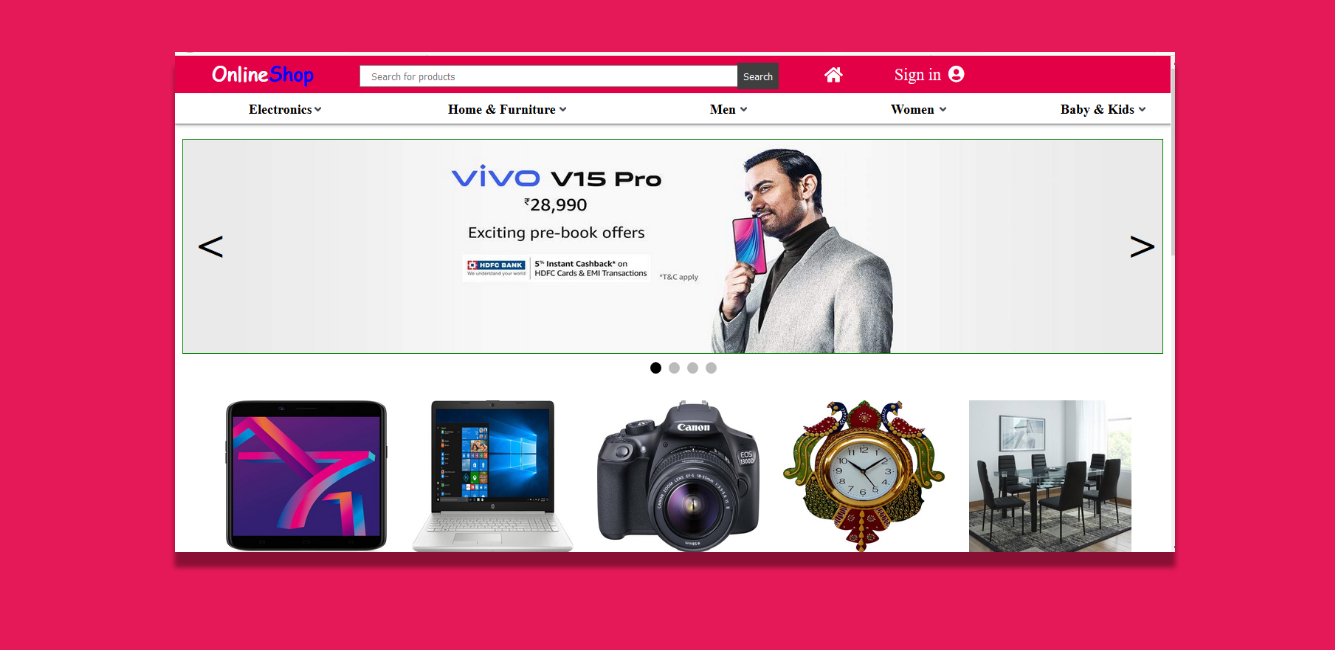 OnlineShop
Search for products
Search
Sign in
Electronics
Home & Furniture
Men
Women
Baby & Kids
vivo V15 Pro
₹28,990
Exciting pre-book offers
HDFC BANK
We understand your world
5% Instant Cashback* on
HDFC Cards & EMI Transactions
*T&C apply
<
>
Canon
EOS
1300D